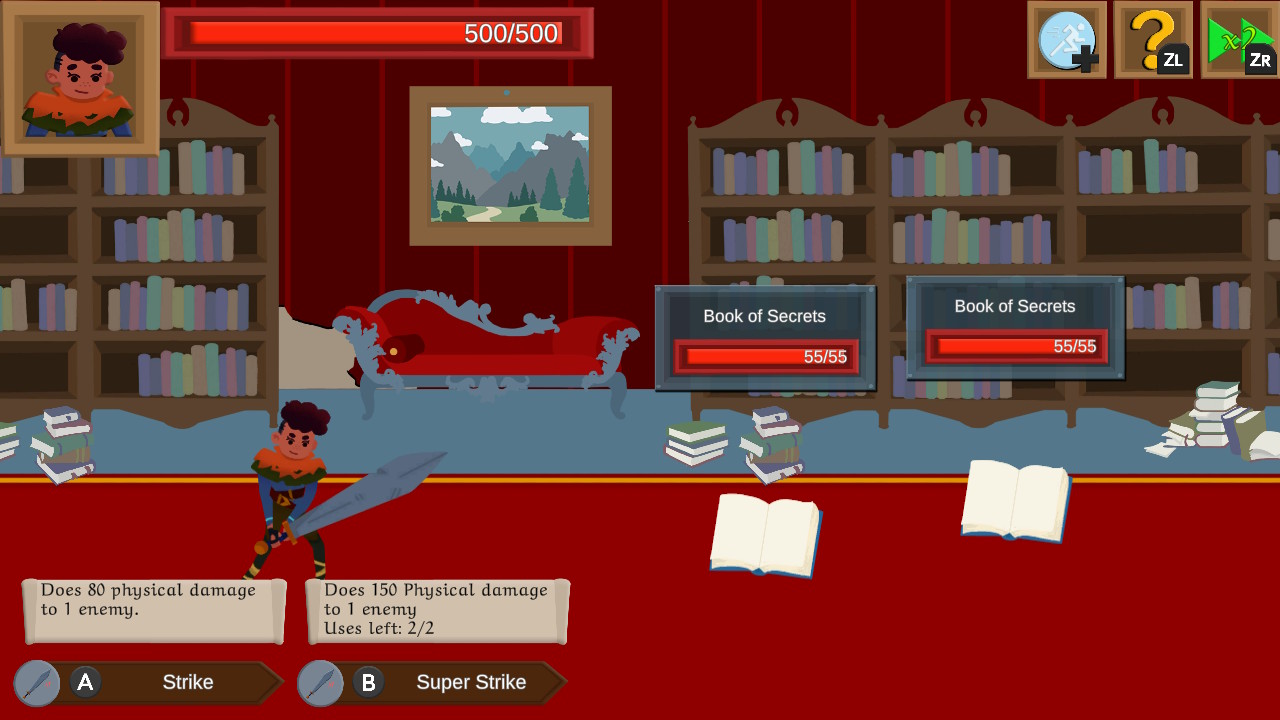 500/500
ZL
x2
ZR
Book of Secrets
55/55
Book of Secrets
55/55
Does 80 physical damage
to 1 enemy.
Does 150 Physical damage
to 1 enemy
Uses left: 2/2
A Strike
B Super Strike